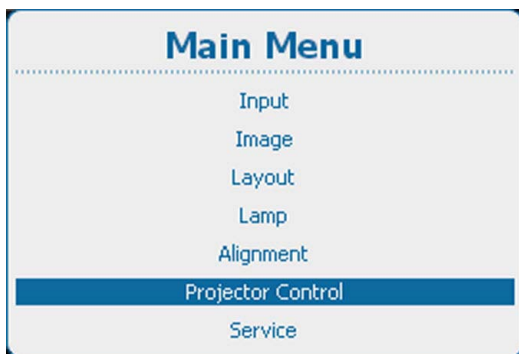 Main Menu
Input
Image
Layout
Lamp
Alignment
Projector Control
Service